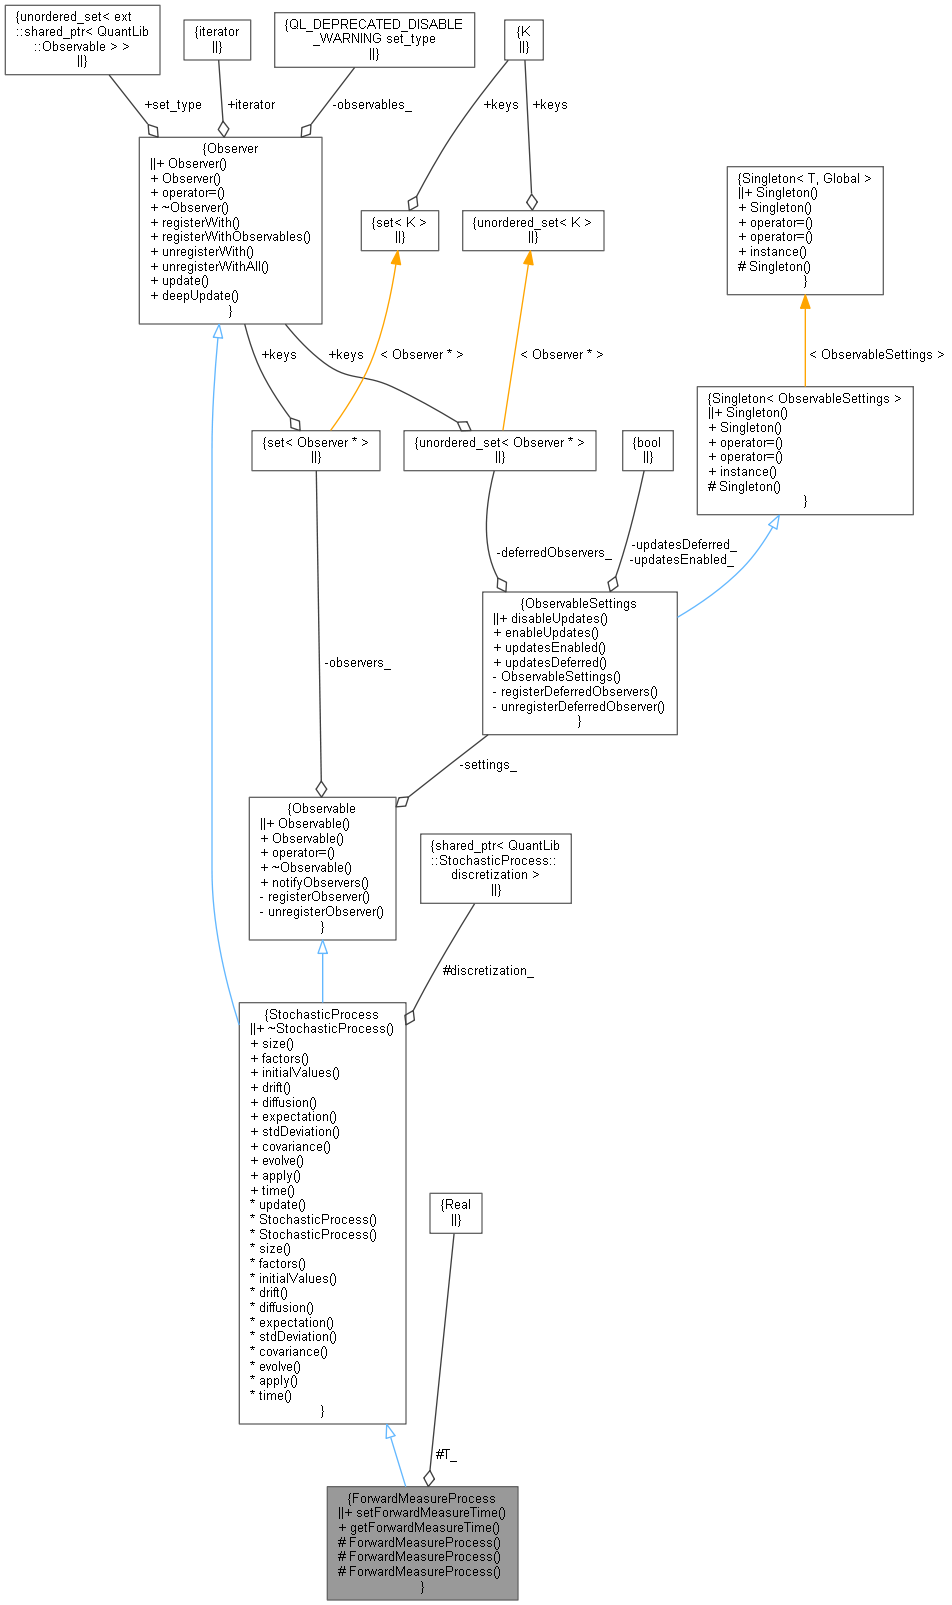 {unordered_set< ext
::shared_ptr< QuantLib
::Observable > >
||}
{iterator
||}
{QL_DEPRECATED_DISABLE
_WARNING set_type
||}
{K
||}
+set_type
+iterator
-observables_
+keys
+keys
{Observer
||+ Observer()
+ Observer()
+ operator=()
+ ~Observer()
+ registerWith()
+ registerWithObservables()
+ unregisterWith()
+ unregisterWithAll()
+ update()
+ deepUpdate()
}
{set< K >
||}
{unordered_set< K >
||}
{Singleton< T, Global >
||+ Singleton()
+ Singleton()
+ operator=()
+ operator=()
+ instance()
# Singleton()
}
+keys
+keys
< Observer * >
< Observer * >
< ObservableSettings >
{set< Observer * >
||}
{unordered_set< Observer * >
||}
{bool
||}
{Singleton< ObservableSettings >
||+ Singleton()
+ Singleton()
+ operator=()
+ operator=()
+ instance()
# Singleton()
}
-deferredObservers_
-updatesDeferred_
-updatesEnabled_
{ObservableSettings
||+ disableUpdates()
+ enableUpdates()
+ updatesEnabled()
+ updatesDeferred()
- ObservableSettings()
- registerDeferredObservers()
- unregisterDeferredObserver()
}
-observers_
-settings_
{Observable
||+ Observable()
+ Observable()
+ operator=()
+ ~Observable()
+ notifyObservers()
- registerObserver()
- unregisterObserver()
}
{shared_ptr< QuantLib
::StochasticProcess::
discretization >
||}
#discretization_
{StochasticProcess
||+ ~StochasticProcess()
+ size()
+ factors()
+ initialValues()
+ drift()
+ diffusion()
+ expectation()
+ stdDeviation()
+ covariance()
+ evolve()
+ apply()
+ time()
* update()
* StochasticProcess()
* StochasticProcess()
* size()
* factors()
* initialValues()
* drift()
* diffusion()
* expectation()
* stdDeviation()
* covariance()
* evolve()
* apply()
* time()
}
{Real
||}
#T_
{ForwardMeasureProcess
||+ setForwardMeasureTime()
+ getForwardMeasureTime()
# ForwardMeasureProcess()
# ForwardMeasureProcess()
# ForwardMeasureProcess()
}